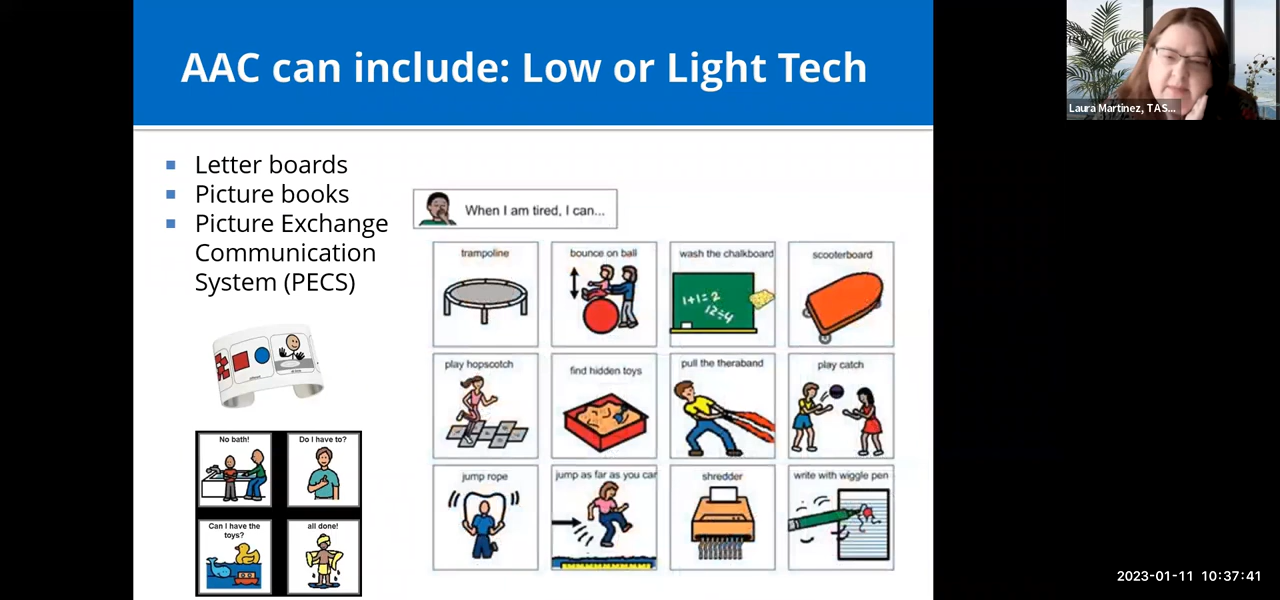 AAC can include: Low or Light Tech
Laura Martinez, TAS...
Letter boards
Picture books
Picture Exchange
Communication
System (PECS)
When I am tired, I can...
trampoline
bounce on ball
wash the chalkboard
scooterboard
1+1=2
12÷4
play hopscotch
find hidden toys
pull the theraband
play catch
No bath!
Do I have to?
jump rope
jump as far as you can
shredder
write with wiggle pen
Can I have the
toys?
all done!
2023-01-11 10:37:41